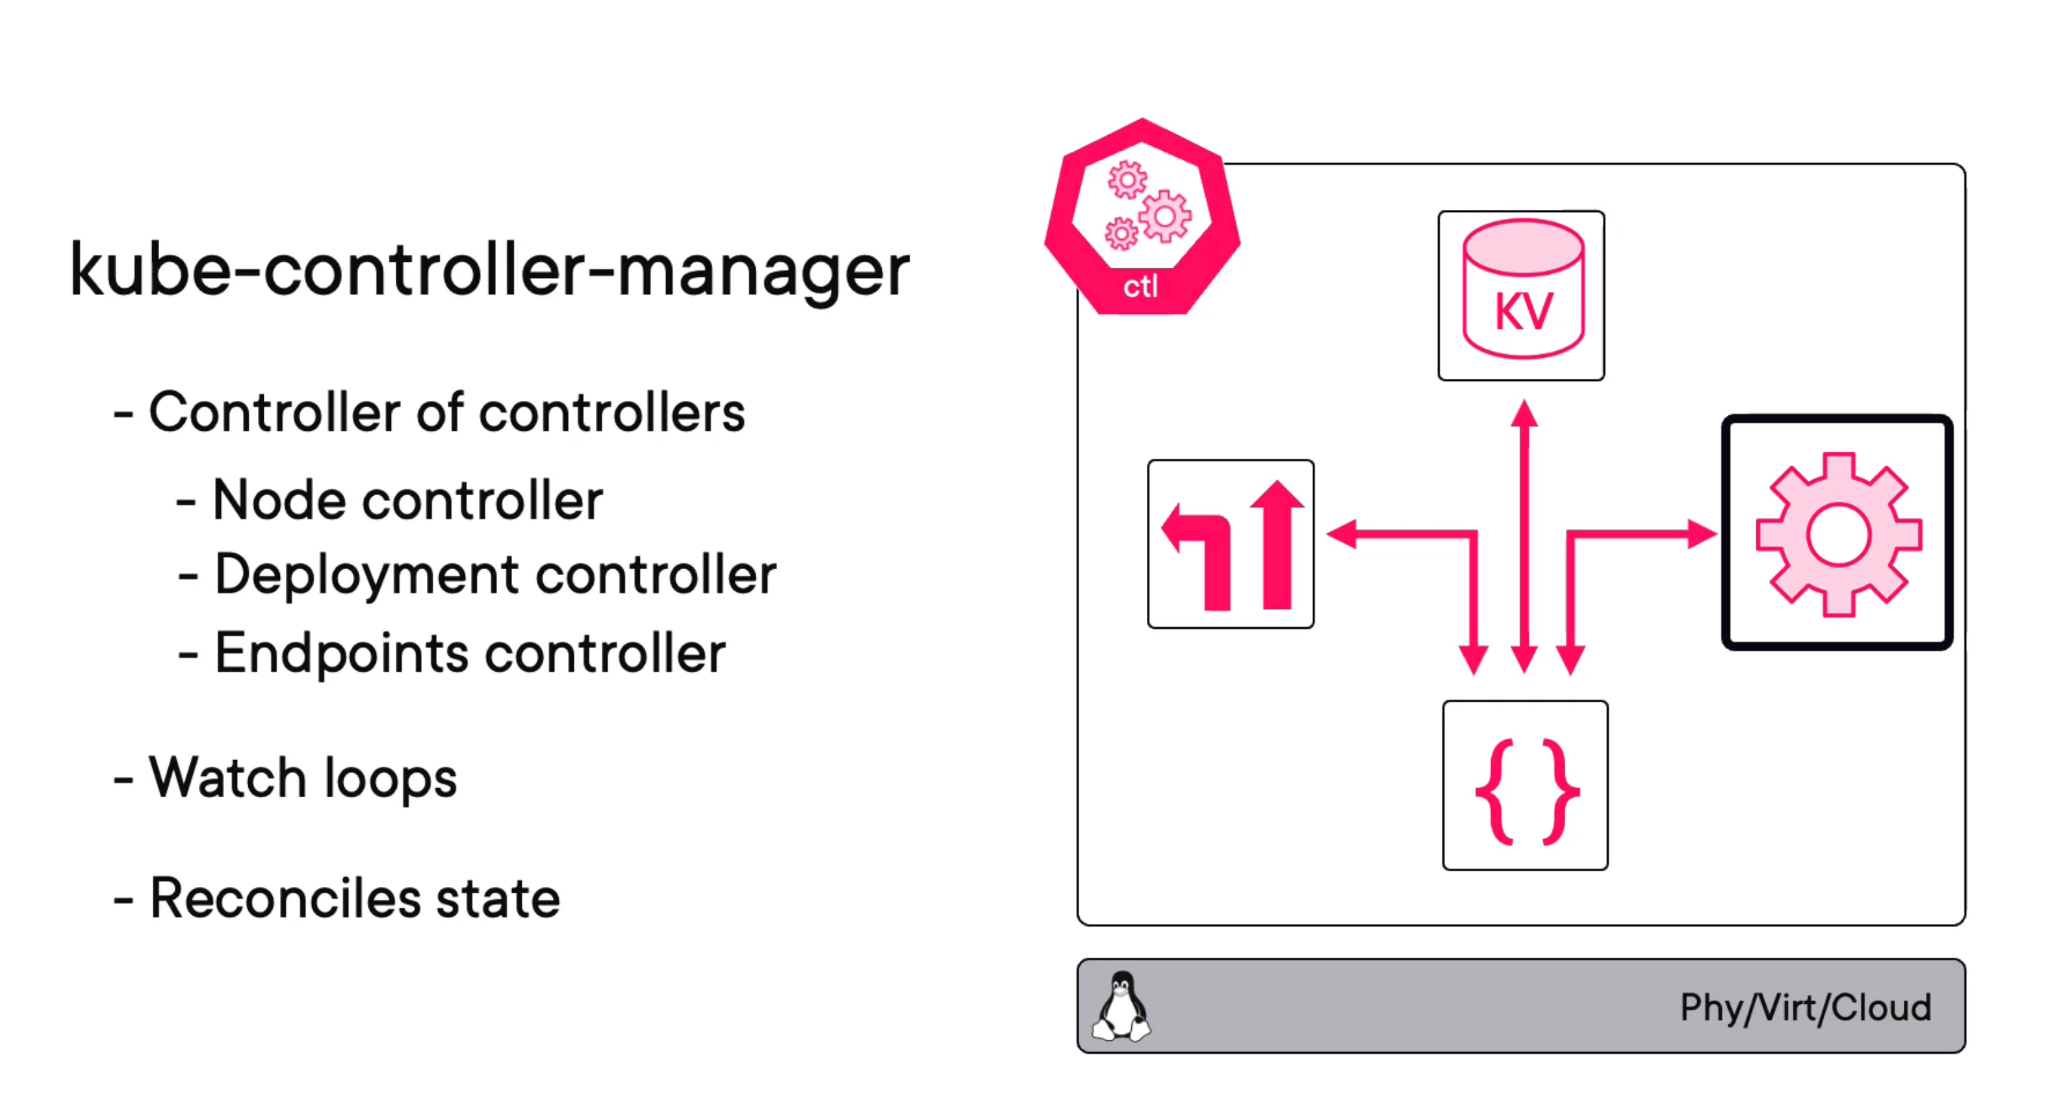 kube-controller-manager
- Controller of controllers
- Node controller
- Deployment controller
- Endpoints controller
- Watch loops
- Reconciles state
ctl
KV
{ }
Phy/Virt/Cloud